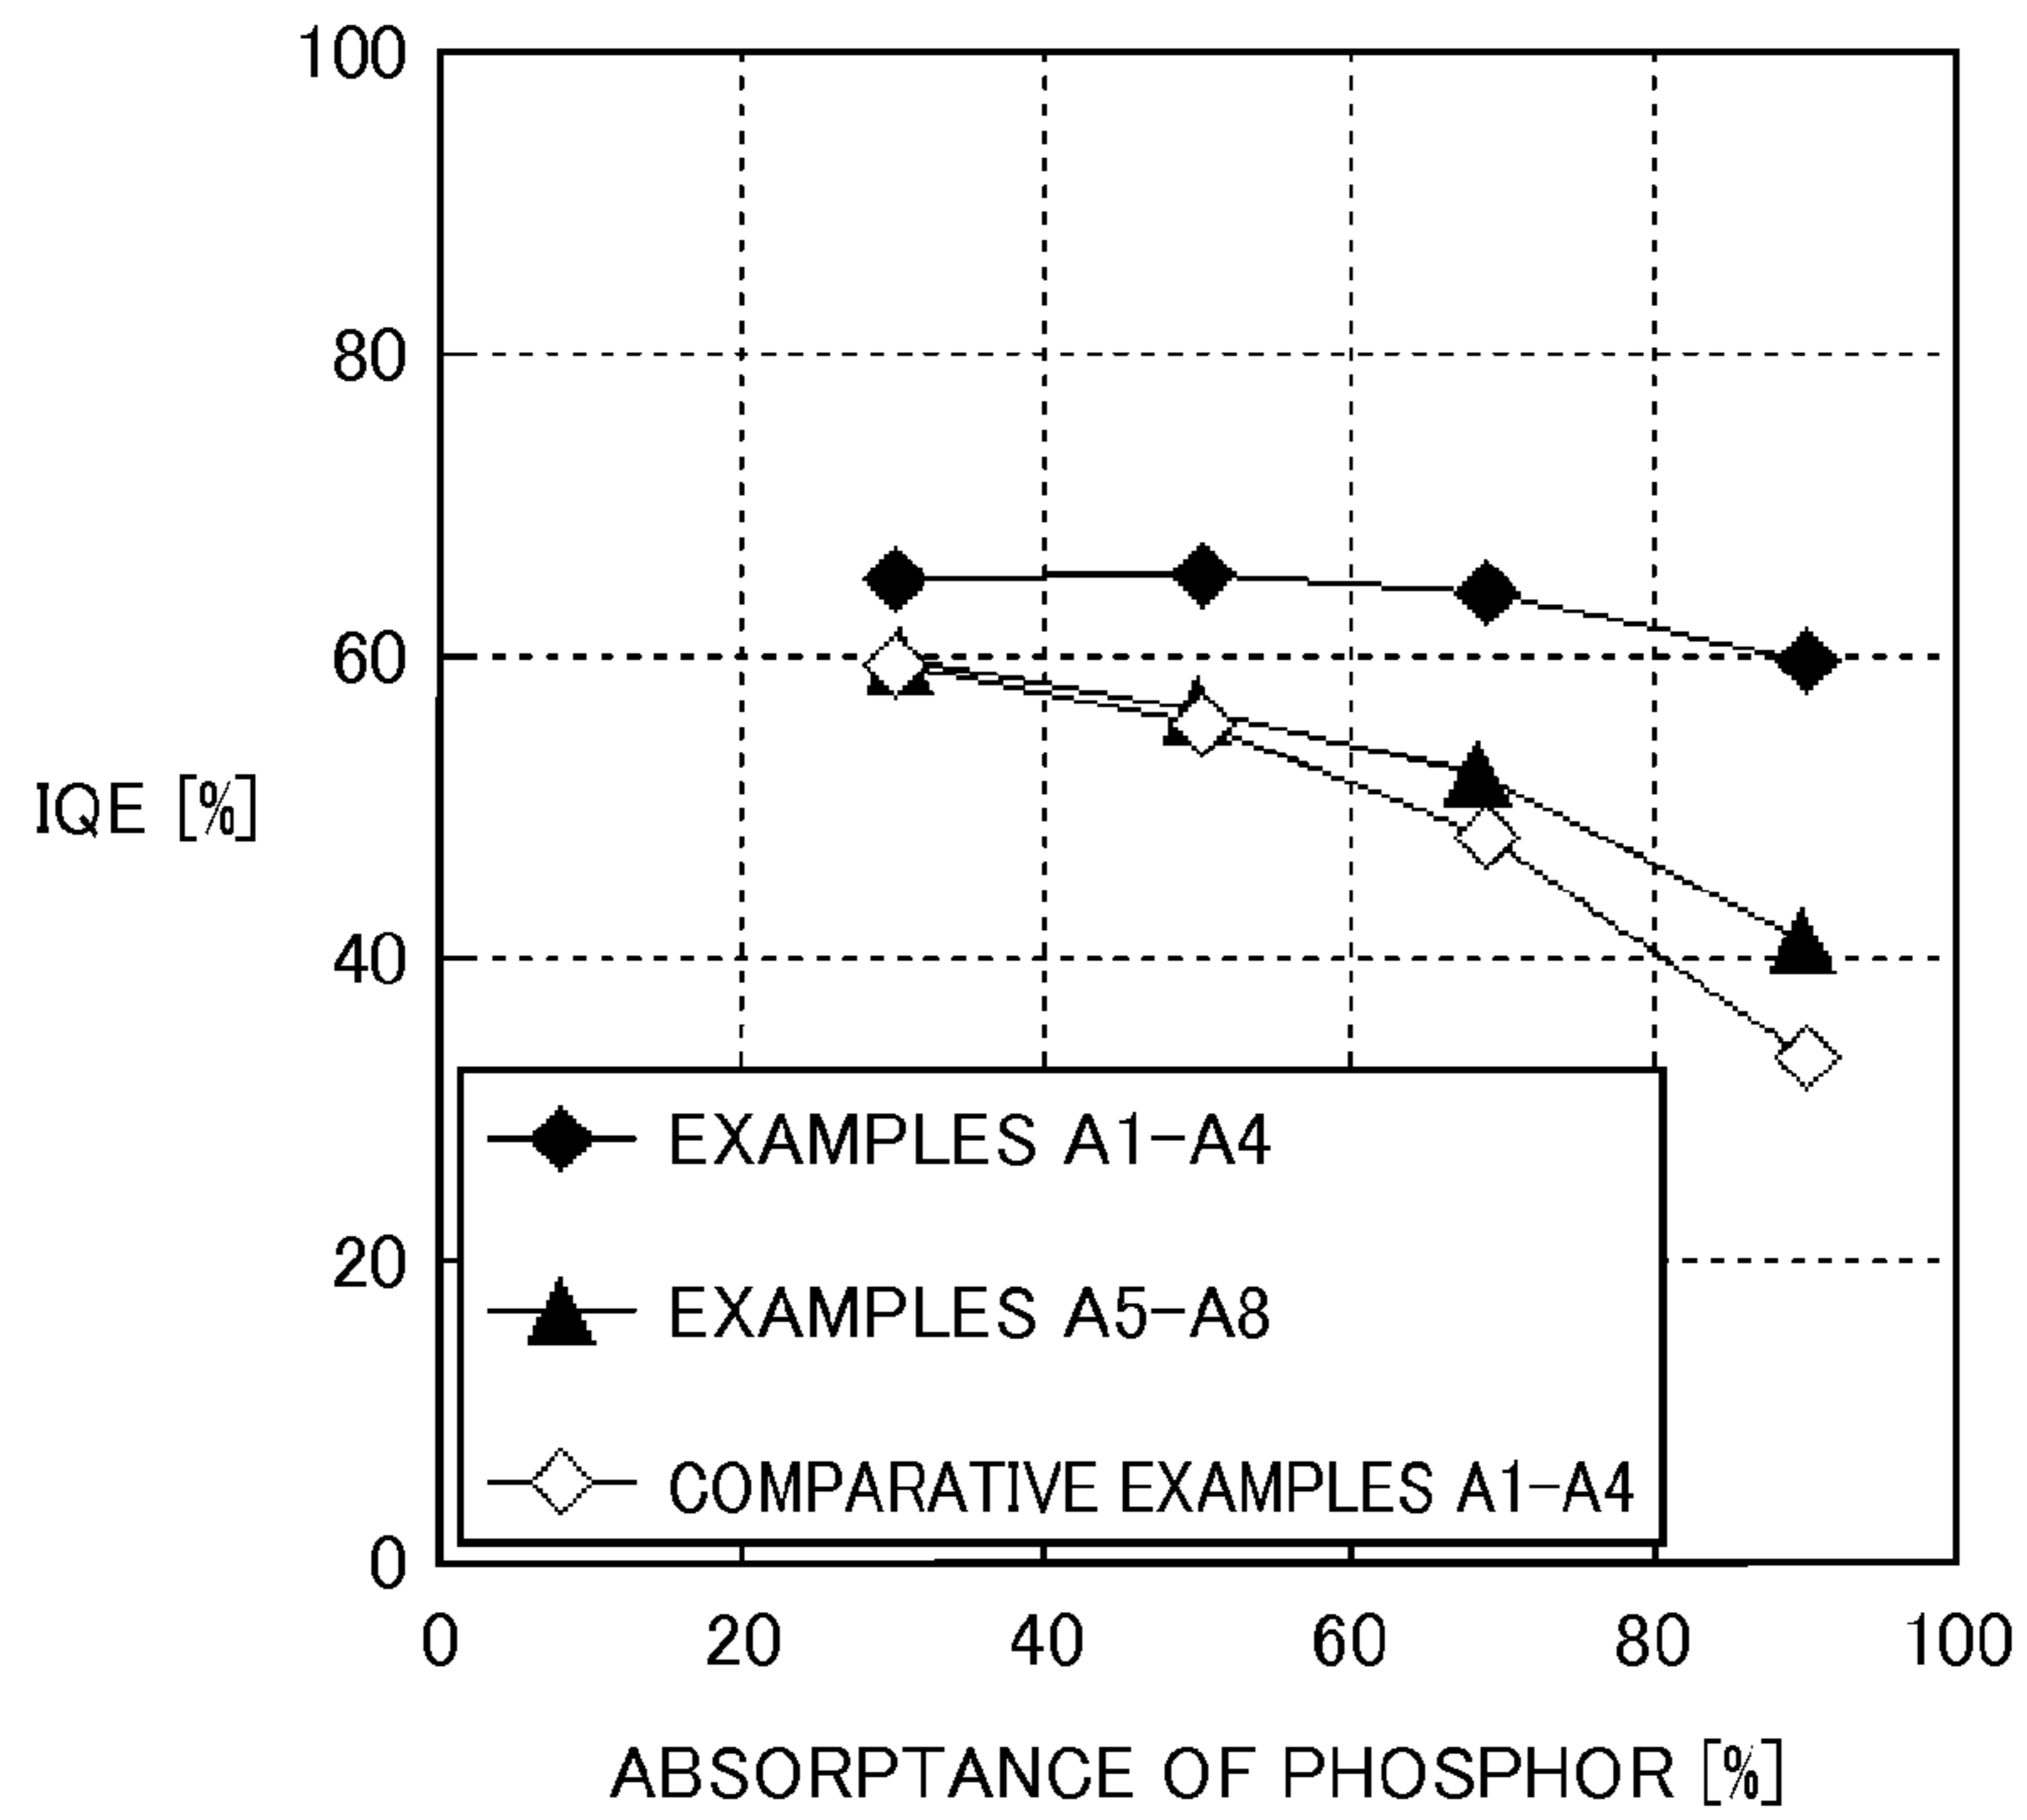 100
80
60
IQE [%]
40
20
0
EXAMPLES A1-A4
EXAMPLES A5-A8
COMPARATIVE EXAMPLES A1-A4
0 20 40 60 80 100
ABSORPTANCE OF PHOSPHOR [%]